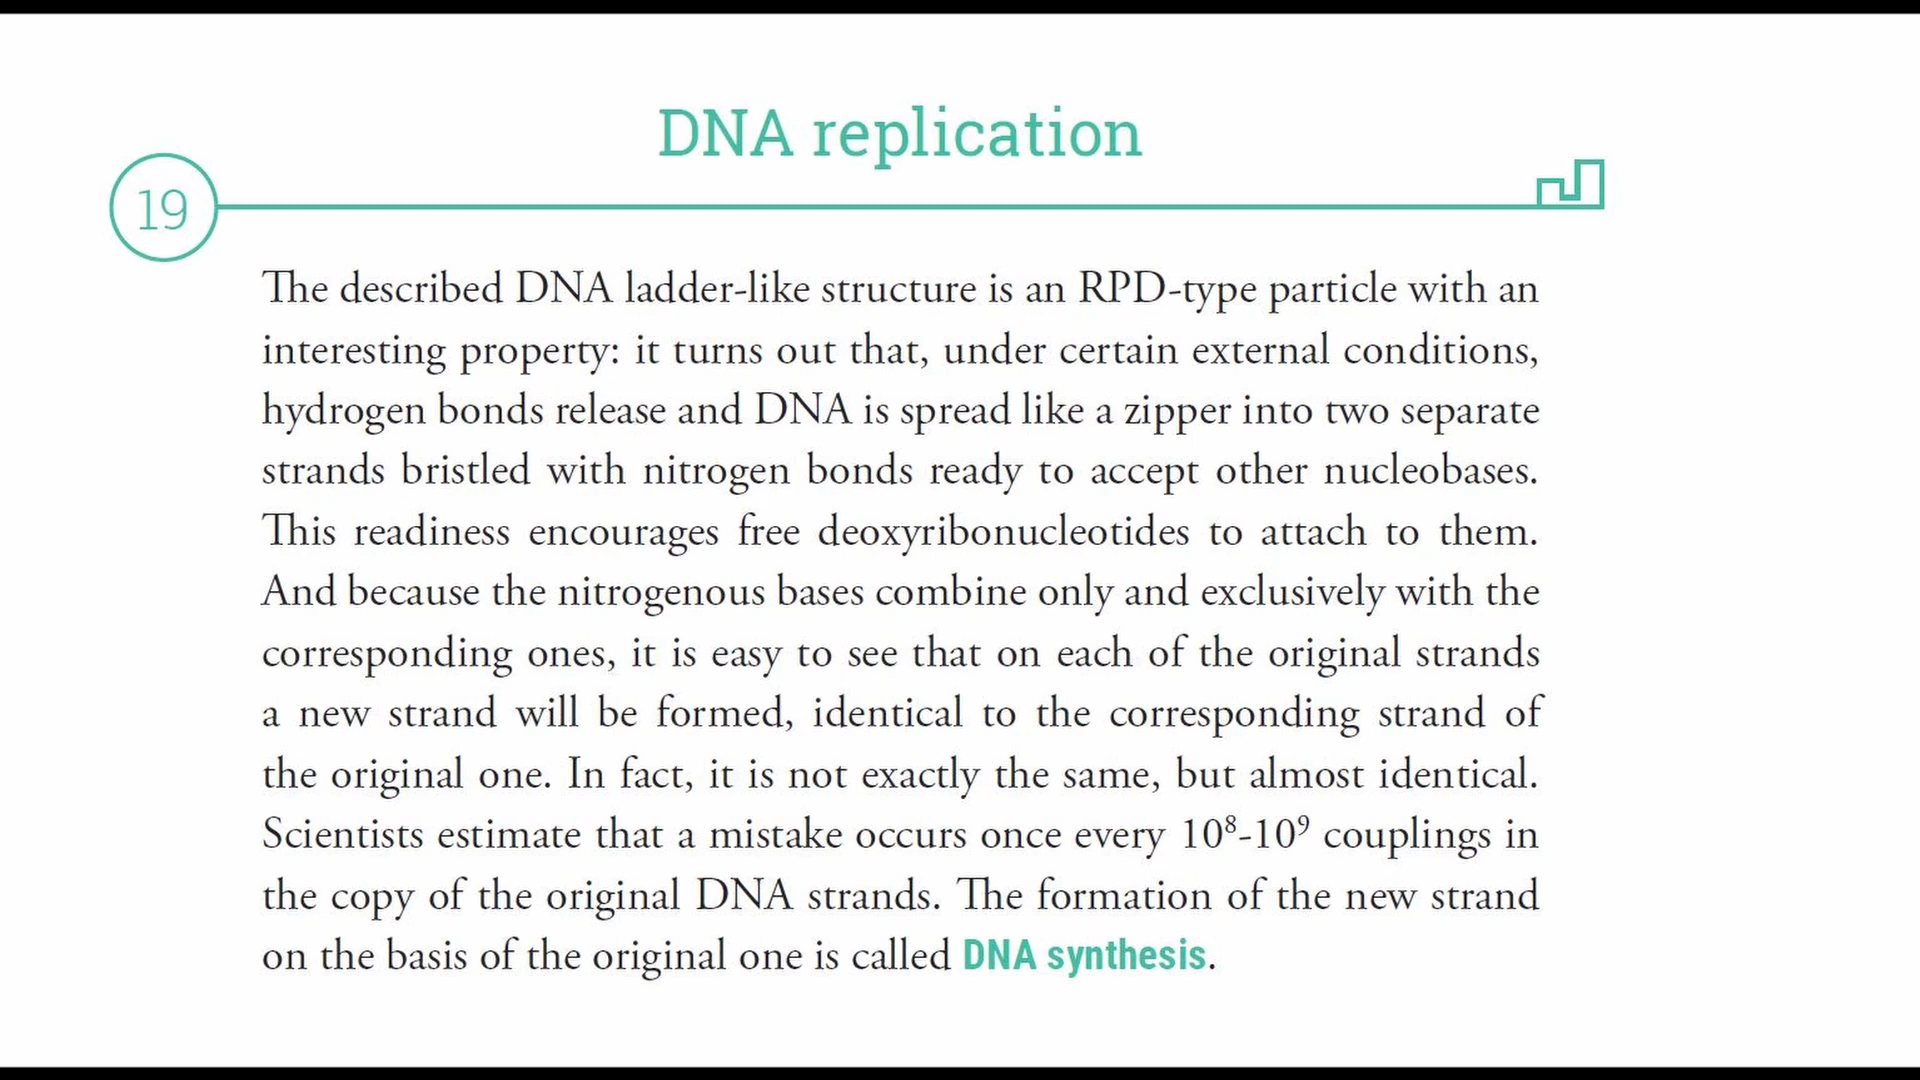 DNA replication
19
The described DNA ladder-like structure is an RPD-type particle with an
interesting property: it turns out that, under certain external conditions,
hydrogen bonds release and DNA is spread like a zipper into two separate
strands bristled with nitrogen bonds ready to accept other nucleobases.
This readiness encourages free deoxyribonucleotides to attach to them.
And because the nitrogenous bases combine only and exclusively with the
corresponding ones, it is easy to see that on each of the original strands
a new strand will be formed, identical to the corresponding strand of
the original one. In fact, it is not exactly the same, but almost identical.
Scientists estimate that a mistake occurs once every 10⁸-10⁹ couplings in
the copy of the original DNA strands. The formation of the new strand
on the basis of the original one is called DNA synthesis.